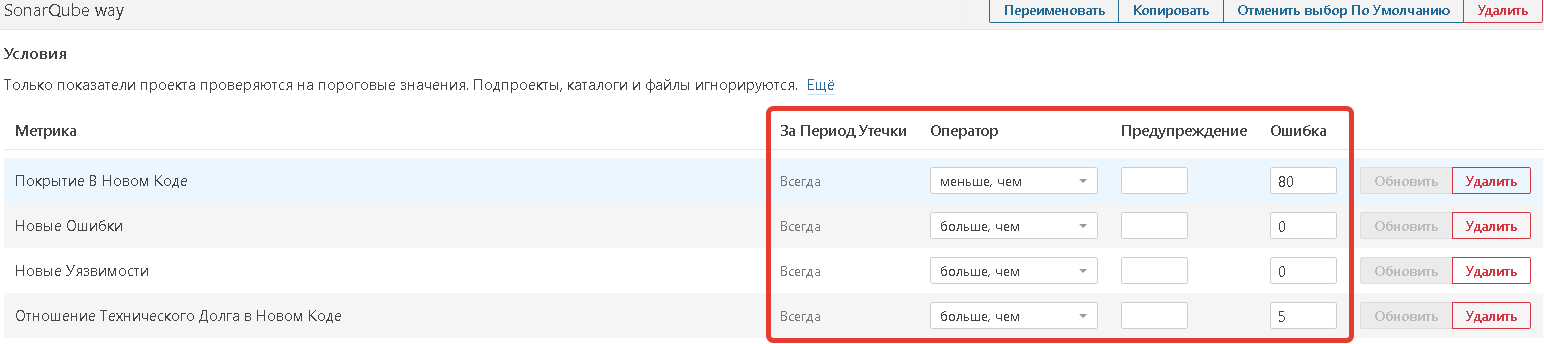 SonarQube way Переименовать Копировать Отменить выбор По Умолчанию Удалить
Условия
Только показатели проекта проверяются на пороговые значения. Подпроекты, каталоги и файлы игнорируются. Ещё
Метрика За Период Утечки Оператор Предупреждение Ошибка
Покрытие В Новом Коде Всегда меньше, чем 80 Обновить Удалить
Новые Ошибки Всегда больше, чем 0 Обновить Удалить
Новые Уязвимости Всегда больше, чем 0 Обновить Удалить
Отношение Технического Долга в Новом Коде Всегда больше, чем 5 Обновить Удалить